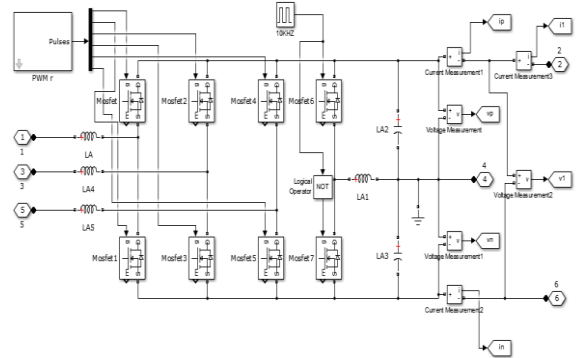 Pulses
PWM r
10KHZ
ip
i1
Current Measurement1
Current Measurement3
2
2
Mosfet
Mosfet2
Mosfet4
Mosfet6
LA2
vp
Voltage Measurement
1
1
LA
3
3
LA4
5
5
LA5
Logical
Operator
NOT
LA1
4
4
v1
Voltage Measurement2
Mosfet1
Mosfet3
Mosfet5
Mosfet7
LA3
vn
Voltage Measurement1
Current Measurement2
6
6
in